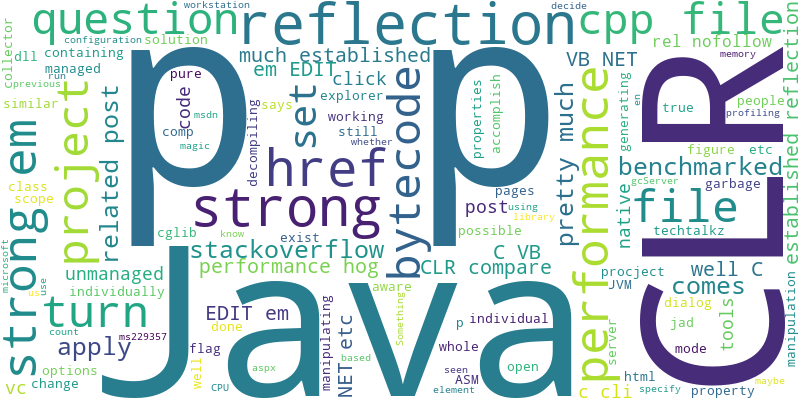 workstation
decide
question
reflection
cpp file
configuration
solution
much established
rel nofollow
collector
dll
containing
em EDIT
VB NET
managed
run
pure
click
memory
cprevious
explorer
en
says
code
set
bytecode
properties
accomplish
true
people
profiling
similar
msdn
working
generating
comp
still
figure
etc
strong em
project
related post
decompiling
magic
whether
pretty much
performance
native
benchmarked
established reflection
class
scope
href
strong
pages
gcServer
garbage
file
post
using
library
cglib
know
exist
possible
techtalkz
p
p
CLR
java
stackoverflow
C VB
well C
microsoft
unmanaged
performance hog
CLR compare
procject
comes
us
use
individually
aware
JVM
dialog
turn
EDIT em
Something
p
individual
manipulation
count
ms229357
done
manipulating
NET etc
server
jad
tools
apply
flag
based
whole
ASM
mode
options
well
aspx
seen
open
html
vc
change
CPU
element
c cli
specify
property
maybe